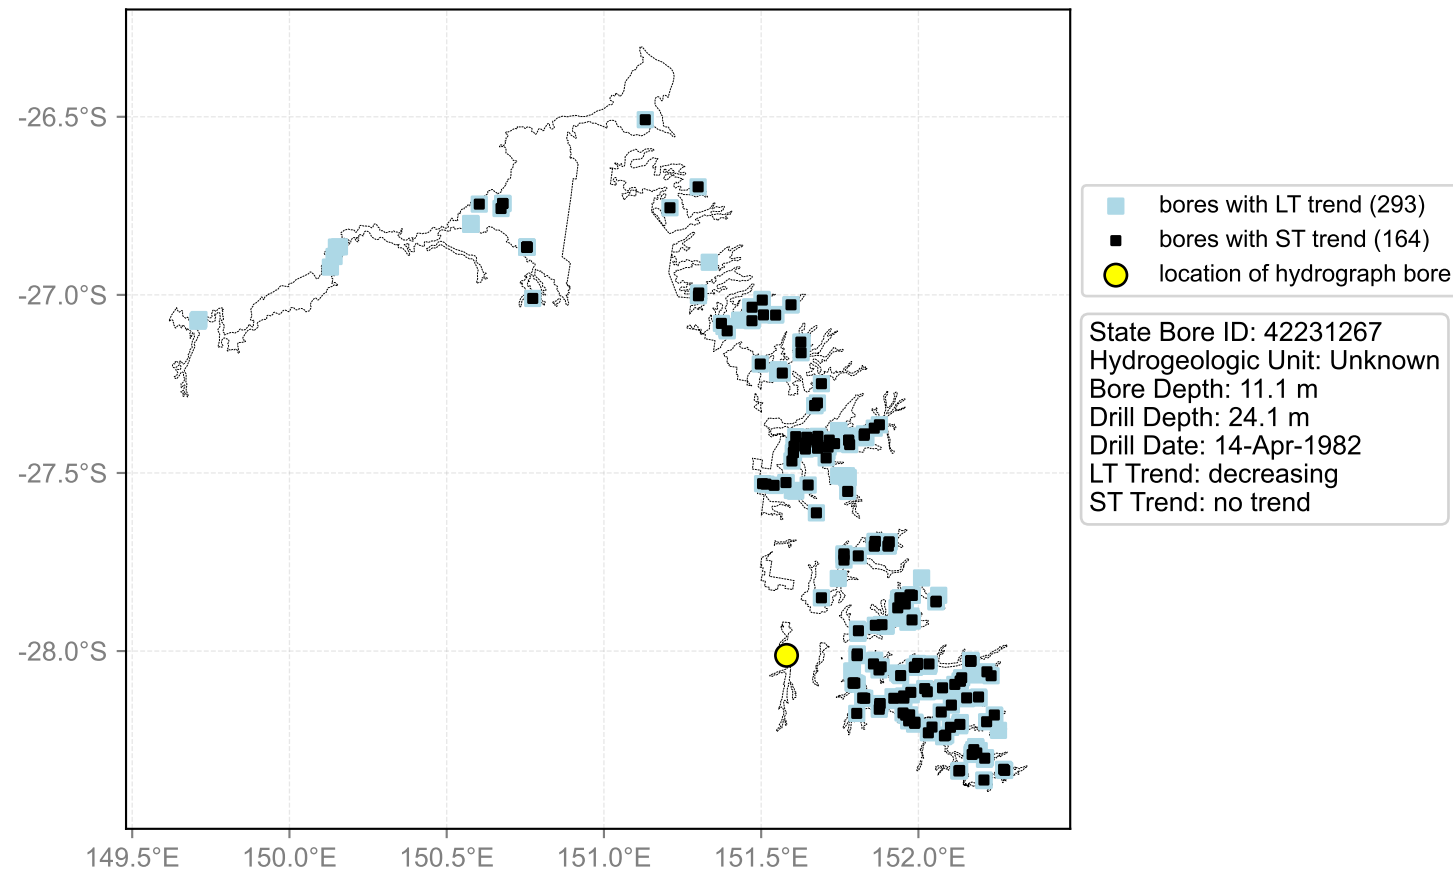 -26.5°S
-27.0°S
-27.5°S
-28.0°S
149.5°E 150.0°E 150.5°E 151.0°E 151.5°E 152.0°E
bores with LT trend (293)
bores with ST trend (164)
location of hydrograph bore
State Bore ID: 42231267
Hydrogeologic Unit: Unknown
Bore Depth: 11.1 m
Drill Depth: 24.1 m
Drill Date: 14-Apr-1982
LT Trend: decreasing
ST Trend: no trend